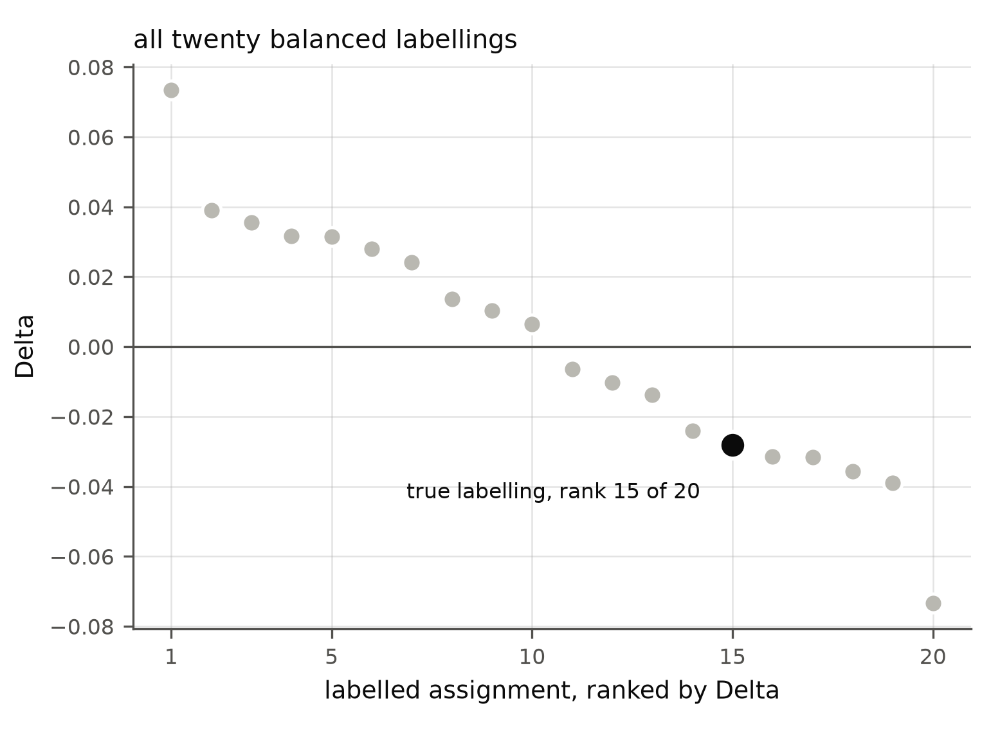 all twenty balanced labellings
0.08
0.06
0.04
0.02
0.00
−0.02
−0.04
−0.06
−0.08
Delta
true labelling, rank 15 of 20
1 5 10 15 20
labelled assignment, ranked by Delta